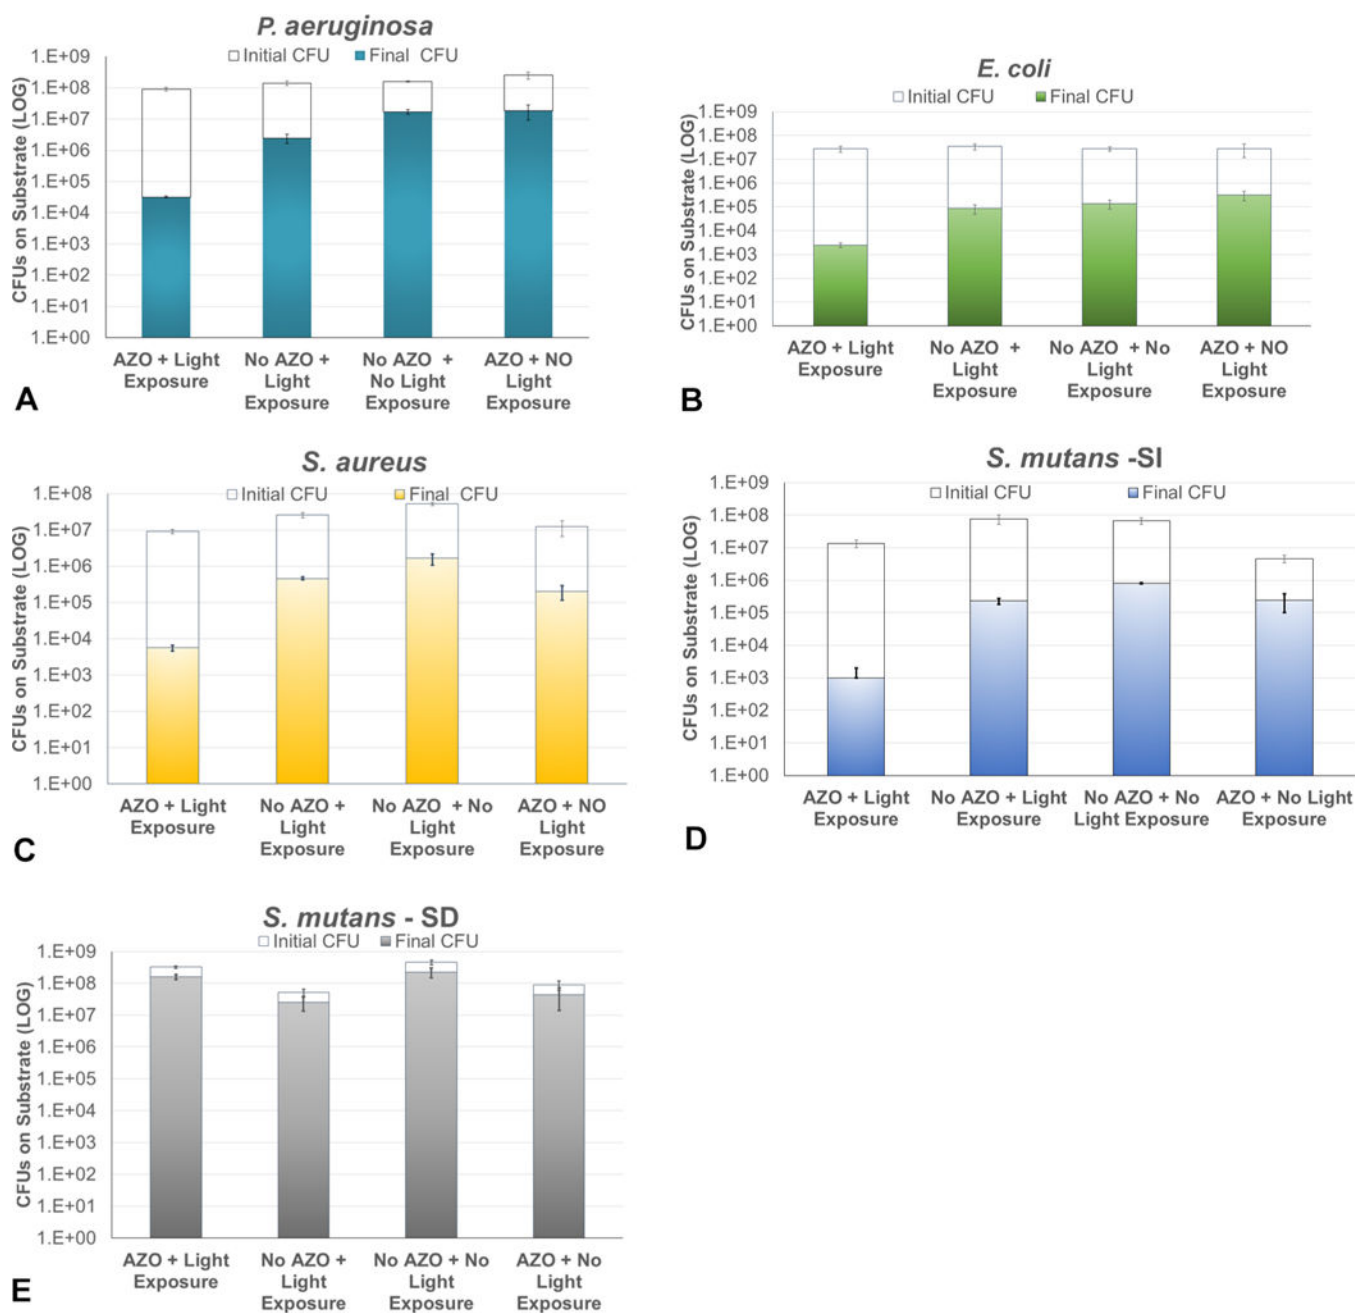 P. aeruginosa
Initial CFU
Final CFU
CFUs on Substrate (LOG)
1.E+09
1.E+08
1.E+07
1.E+06
1.E+05
1.E+04
1.E+03
1.E+02
1.E+01
1.E+00
AZO + Light
Exposure
No AZO +
Light
Exposure
No AZO +
No Light
Exposure
AZO + NO
Light
Exposure
A
E. coli
Initial CFU
Final CFU
CFUs on Substrate (LOG)
1.E+09
1.E+08
1.E+07
1.E+06
1.E+05
1.E+04
1.E+03
1.E+02
1.E+01
1.E+00
AZO + Light
Exposure
No AZO +
Light
Exposure
No AZO + No
Light
Exposure
AZO + NO
Light
Exposure
B
S. aureus
Initial CFU
Final CFU
CFUs on Substrate (LOG)
1.E+08
1.E+07
1.E+06
1.E+05
1.E+04
1.E+03
1.E+02
1.E+01
1.E+00
AZO + Light
Exposure
No AZO +
Light
Exposure
No AZO + No
Light
Exposure
AZO + NO
Light
Exposure
C
S. mutans -SI
Initial CFU
Final CFU
CFUs on Substrate (LOG)
1.E+09
1.E+08
1.E+07
1.E+06
1.E+05
1.E+04
1.E+03
1.E+02
1.E+01
1.E+00
AZO + Light
Exposure
No AZO + Light
Exposure
No AZO + No
Light Exposure
AZO + No Light
Exposure
D
S. mutans - SD
Initial CFU
Final CFU
CFUs on Substrate (LOG)
1.E+09
1.E+08
1.E+07
1.E+06
1.E+05
1.E+04
1.E+03
1.E+02
1.E+01
1.E+00
AZO + Light
Exposure
No AZO +
Light
Exposure
No AZO + No
Light
Exposure
AZO + No
Light
Exposure
E